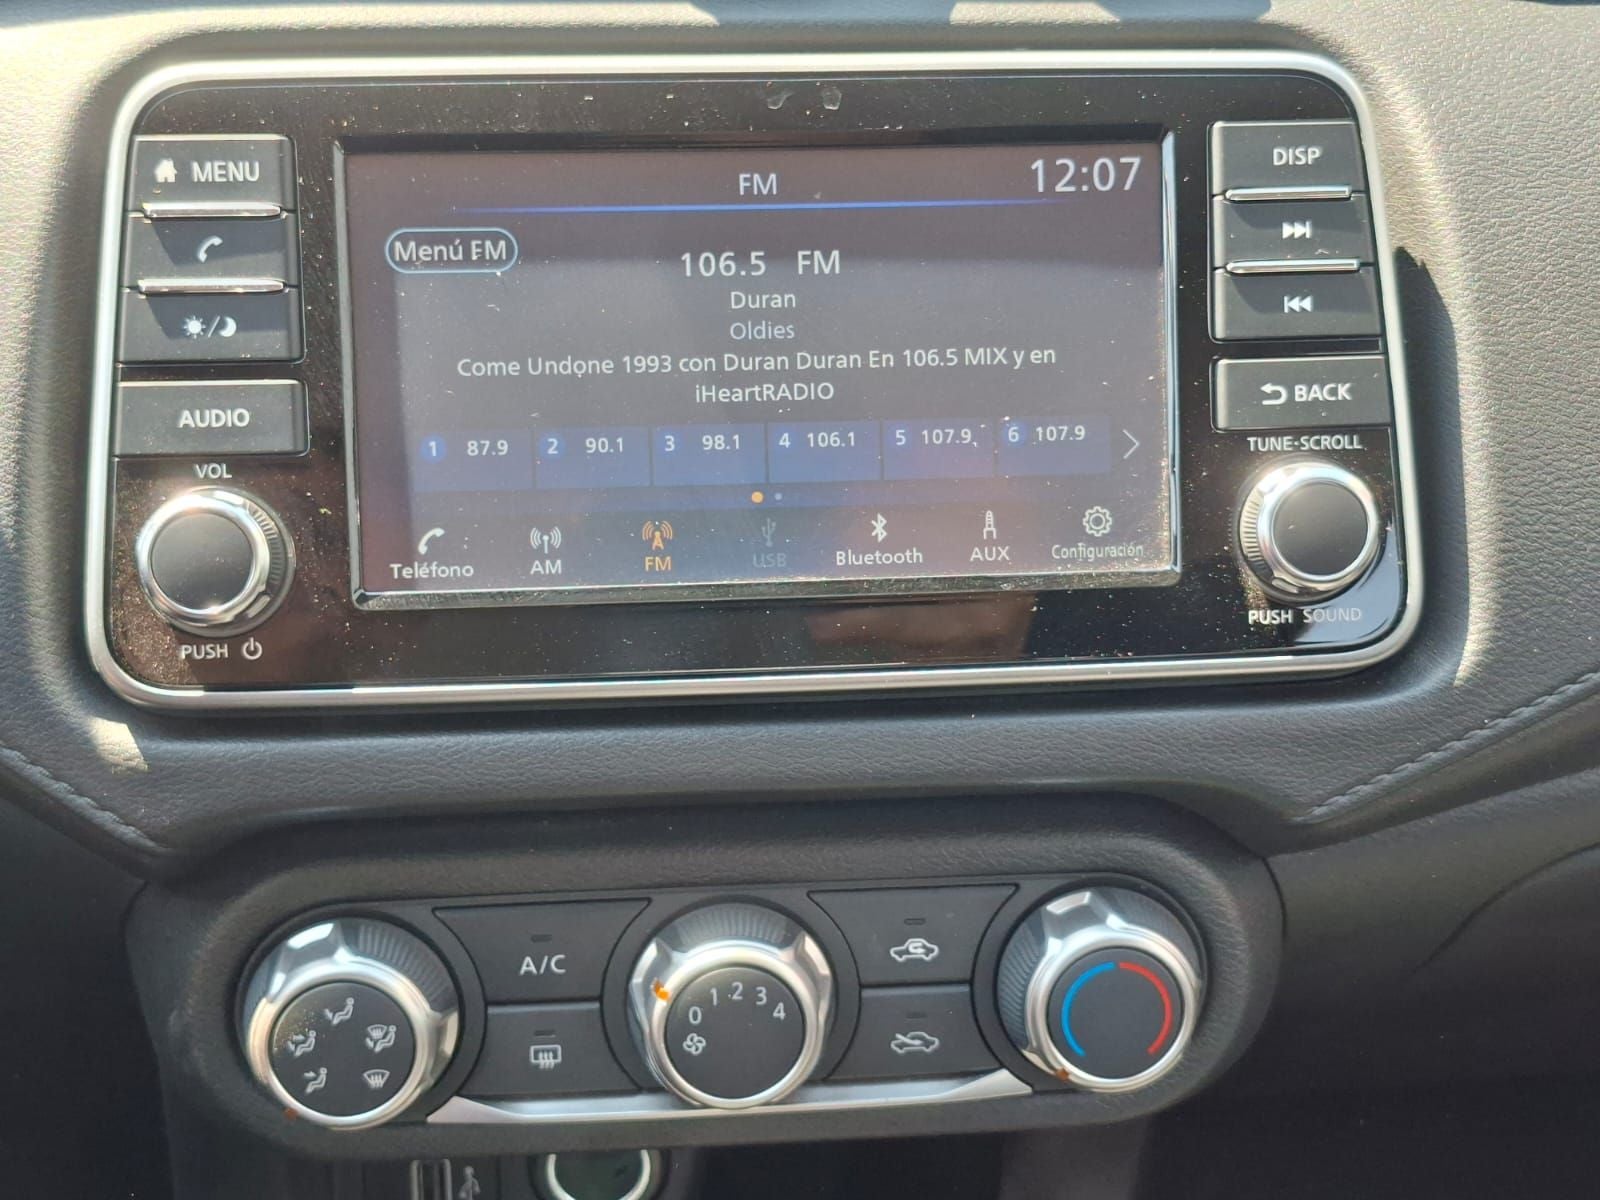 MENU
AUDIO
VOL
PUSH
FM
12:07
Menú FM
106.5 FM
Duran
Oldies
Come Undone 1993 con Duran Duran En 106.5 MIX y en
iHeartRADIO
1 87.9 2 90.1 3 98.1 4 106.1 5 107.9 6 107.9
Teléfono AM FM USB Bluetooth AUX Configuración
DISP
BACK
TUNE·SCROLL
PUSH SOUND
A/C
0 1 2 3 4